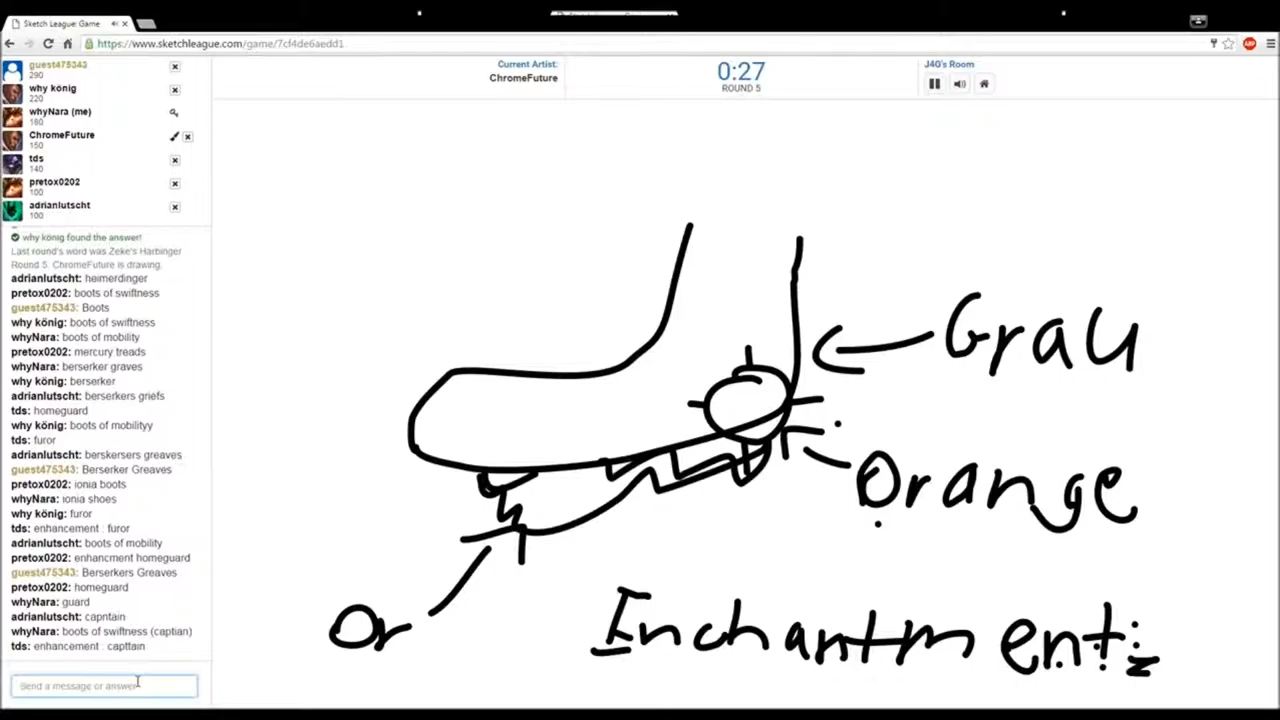 Sketch League: Game
https://www.sketchleague.com/game/7cf4de6aedd1
guest475343
290
why könig
220
whyNara (me)
180
ChromeFuture
150
tds
140
pretox0202
100
adrianlutscht
100
Current Artist:
ChromeFuture
0:27
ROUND 5
J4G's Room
why könig found the answer!
Last round's word was Zeke's Harbinger
Round 5. ChromeFuture is drawing.
adrianlutscht: heimerdinger
pretox0202: boots of swiftness
guest475343: Boots
why könig: boots of swiftness
whyNara: boots of mobility
pretox0202: mercury treads
whyNara: berserker graves
why könig: berserker
adrianlutscht: berserkers griefs
tds: homeguard
why könig: boots of mobilityy
tds: furor
adrianlutscht: berskersers greaves
guest475343: Berserker Greaves
pretox0202: ionia boots
whyNara: ionia shoes
why könig: furor
tds: enhancement : furor
adrianlutscht: boots of mobility
pretox0202: enhancment homeguard
guest475343: Berserkers Greaves
pretox0202: homeguard
whyNara: guard
adrianlutscht: capntain
whyNara: boots of swiftness (captian)
tds: enhancement : capttain
Send a message or answer
Grau
Orange
Or
Enchantment: